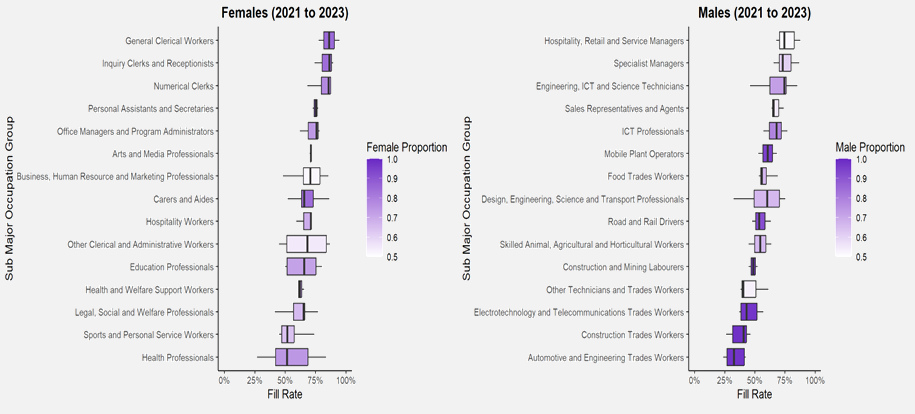 Females (2021 to 2023)
Sub Major Occupation Group
General Clerical Workers
Inquiry Clerks and Receptionists
Numerical Clerks
Personal Assistants and Secretaries
Office Managers and Program Administrators
Arts and Media Professionals
Business, Human Resource and Marketing Professionals
Carers and Aides
Hospitality Workers
Other Clerical and Administrative Workers
Education Professionals
Health and Welfare Support Workers
Legal, Social and Welfare Professionals
Sports and Personal Service Workers
Health Professionals
0% 25% 50% 75% 100%
Fill Rate
Female Proportion
1.0
0.9
0.8
0.7
0.6
0.5
Males (2021 to 2023)
Sub Major Occupation Group
Hospitality, Retail and Service Managers
Specialist Managers
Engineering, ICT and Science Technicians
Sales Representatives and Agents
ICT Professionals
Mobile Plant Operators
Food Trades Workers
Design, Engineering, Science and Transport Professionals
Road and Rail Drivers
Skilled Animal, Agricultural and Horticultural Workers
Construction and Mining Labourers
Other Technicians and Trades Workers
Electrotechnology and Telecommunications Trades Workers
Construction Trades Workers
Automotive and Engineering Trades Workers
0% 25% 50% 75% 100%
Fill Rate
Male Proportion
1.0
0.9
0.8
0.7
0.6
0.5